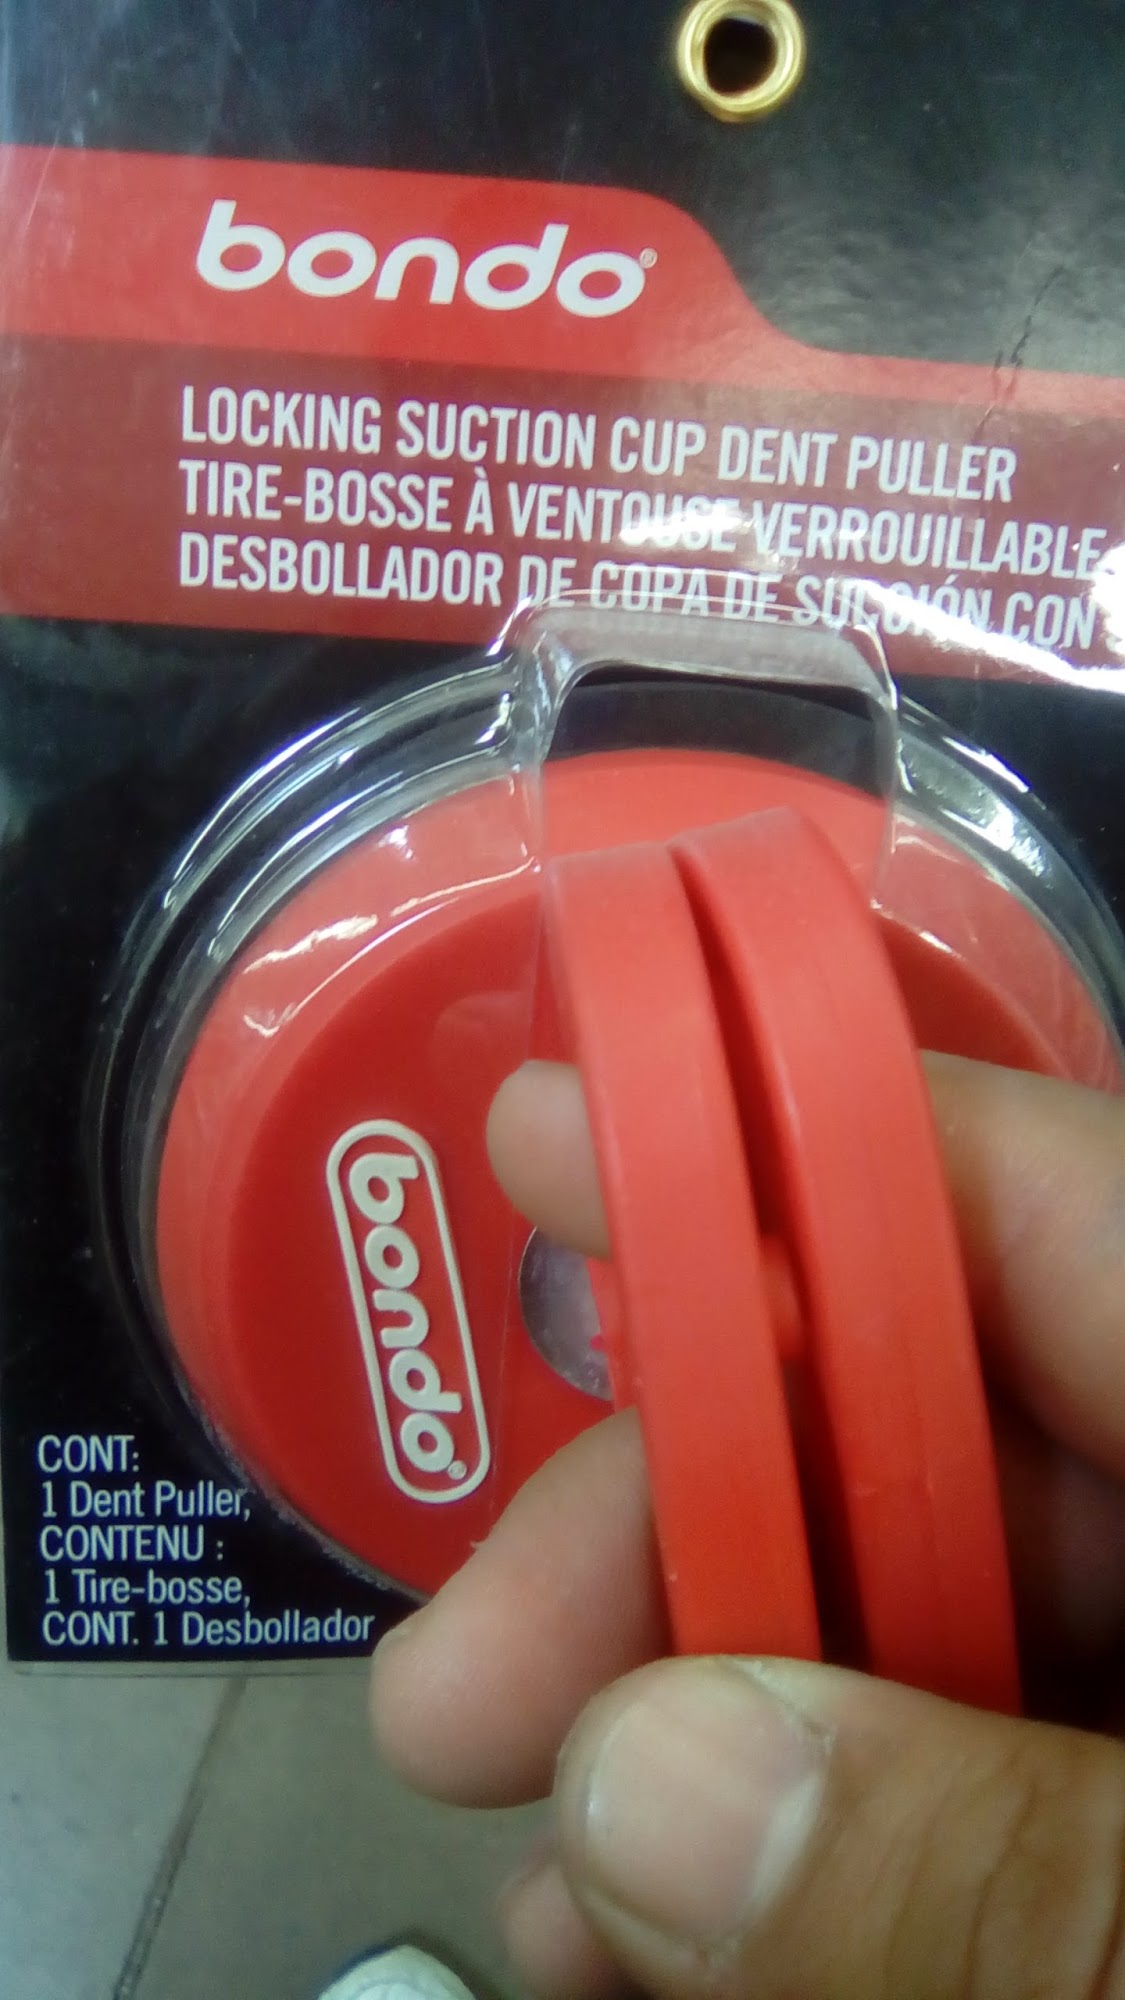 bondo®
LOCKING SUCTION CUP DENT PULLER
TIRE-BOSSE À VENTOUSE VERROUILLABLE
DESBOLLADOR DE COPA DE SUCCIÓN CON
bondo®
CONT:
1 Dent Puller,
CONTENU :
1 Tire-bosse,
CONT. 1 Desbollador